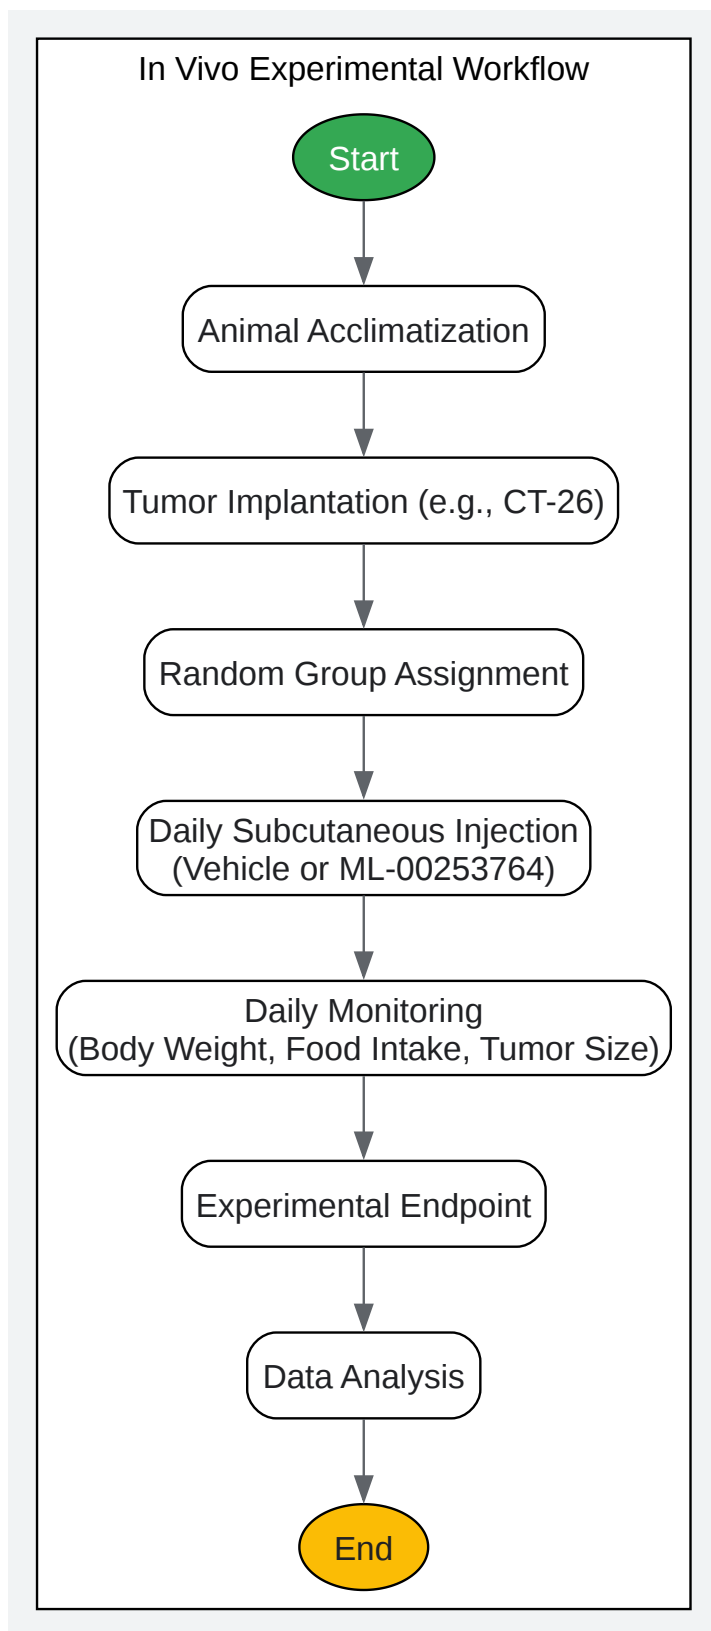 In Vivo Experimental Workflow
Start
Animal Acclimatization
Tumor Implantation (e.g., CT-26)
Random Group Assignment
Daily Subcutaneous Injection
(Vehicle or ML-00253764)
Daily Monitoring
(Body Weight, Food Intake, Tumor Size)
Experimental Endpoint
Data Analysis
End